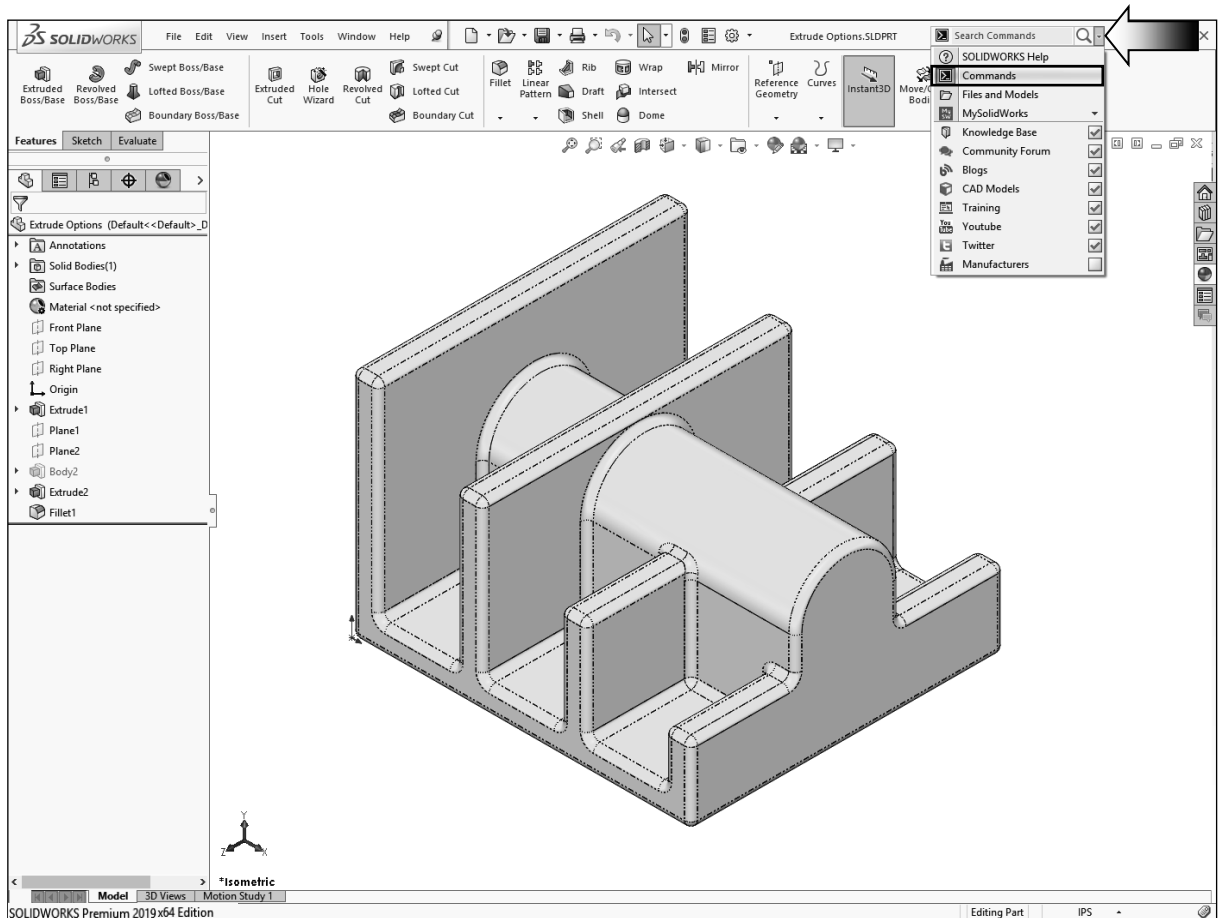 SOLIDWORKS File Edit View Insert Tools Window Help Extrude Options.SLDPRT Search Commands
Extruded Boss/Base
Revolved Boss/Base
Swept Boss/Base
Lofted Boss/Base
Boundary Boss/Base
Extruded Cut
Hole Wizard
Revolved Cut
Swept Cut
Lofted Cut
Boundary Cut
Fillet
Linear Pattern
Rib
Draft
Shell
Wrap
Intersect
Dome
Mirror
Reference Geometry
Curves
Instant3D
Move/C
Bodi
SOLIDWORKS Help
Commands
Files and Models
MySolidWorks
Knowledge Base
Community Forum
Blogs
CAD Models
Training
Youtube
Twitter
Manufacturers
Features Sketch Evaluate
Extrude Options (Default<<Default>_D
Annotations
Solid Bodies(1)
Surface Bodies
Material <not specified>
Front Plane
Top Plane
Right Plane
Origin
Extrude1
Plane1
Plane2
Body2
Extrude2
Fillet1
Y
Z X
*Isometric
Model 3D Views Motion Study 1
SOLIDWORKS Premium 2019 x64 Edition Editing Part IPS